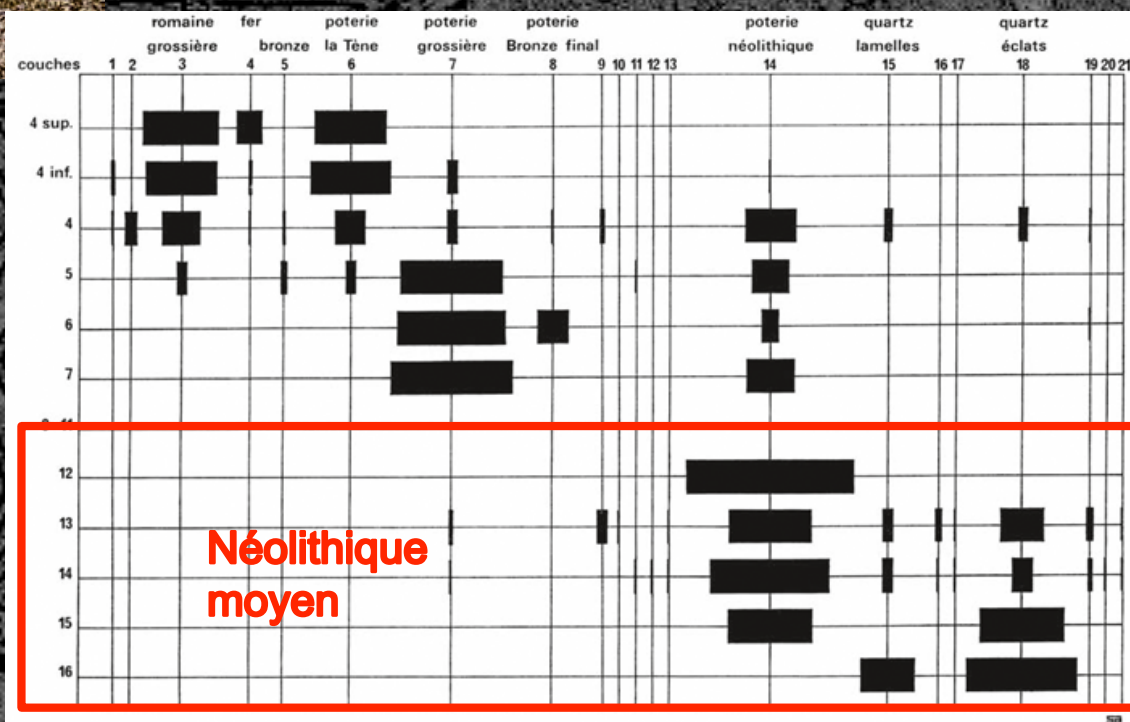 romaine fer poterie poterie poterie poterie quartz quartz
grossière bronze la Tène grossière Bronze final néolithique lamelles éclats
couches 1 2 3 4 5 6 7 8 9 10 11 12 13 14 15 16 17 18 19 20 21
4 sup.
4 inf.
4
5
6
7
12
13
Néolithique
14
moyen
15
16